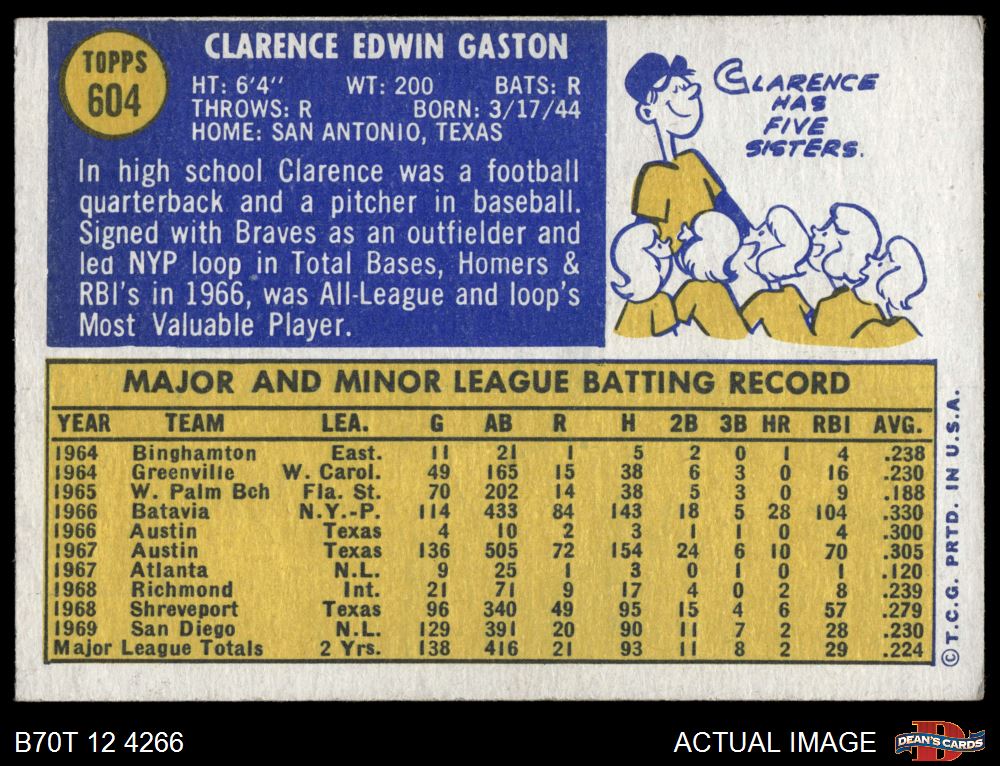 TOPPS
604
CLARENCE EDWIN GASTON
HT: 6'4" WT: 200 BATS: R
THROWS: R BORN: 3/17/44
HOME: SAN ANTONIO, TEXAS
In high school Clarence was a football
quarterback and a pitcher in baseball.
Signed with Braves as an outfielder and
led NYP loop in Total Bases, Homers &
RBI's in 1966, was All-League and loop's
Most Valuable Player.
CLARENCE
HAS
FIVE
SISTERS.
MAJOR AND MINOR LEAGUE BATTING RECORD
YEAR TEAM LEA. G AB R H 2B 3B HR RBI AVG.
1964 Binghamton East. 11 21 1 5 2 0 1 4 .238
1964 Greenville W. Carol. 49 165 15 38 6 3 0 16 .230
1965 W. Palm Bch Fla. St. 70 202 14 38 5 3 0 9 .188
1966 Batavia N.Y.-P. 114 433 84 143 18 5 28 104 .330
1966 Austin Texas 4 10 2 3 1 1 0 4 .300
1967 Austin Texas 136 505 72 154 24 6 10 70 .305
1967 Atlanta N.L. 9 25 1 3 0 1 0 1 .120
1968 Richmond Int. 21 71 9 17 4 0 2 8 .239
1968 Shreveport Texas 96 340 49 95 15 4 6 57 .279
1969 San Diego N.L. 129 391 20 90 11 7 2 28 .230
Major League Totals 2 Yrs. 138 416 21 93 11 8 2 29 .224
© T.C.G. PRTD. IN U.S.A.
B70T 12 4266
ACTUAL IMAGE
DEAN'S CARDS